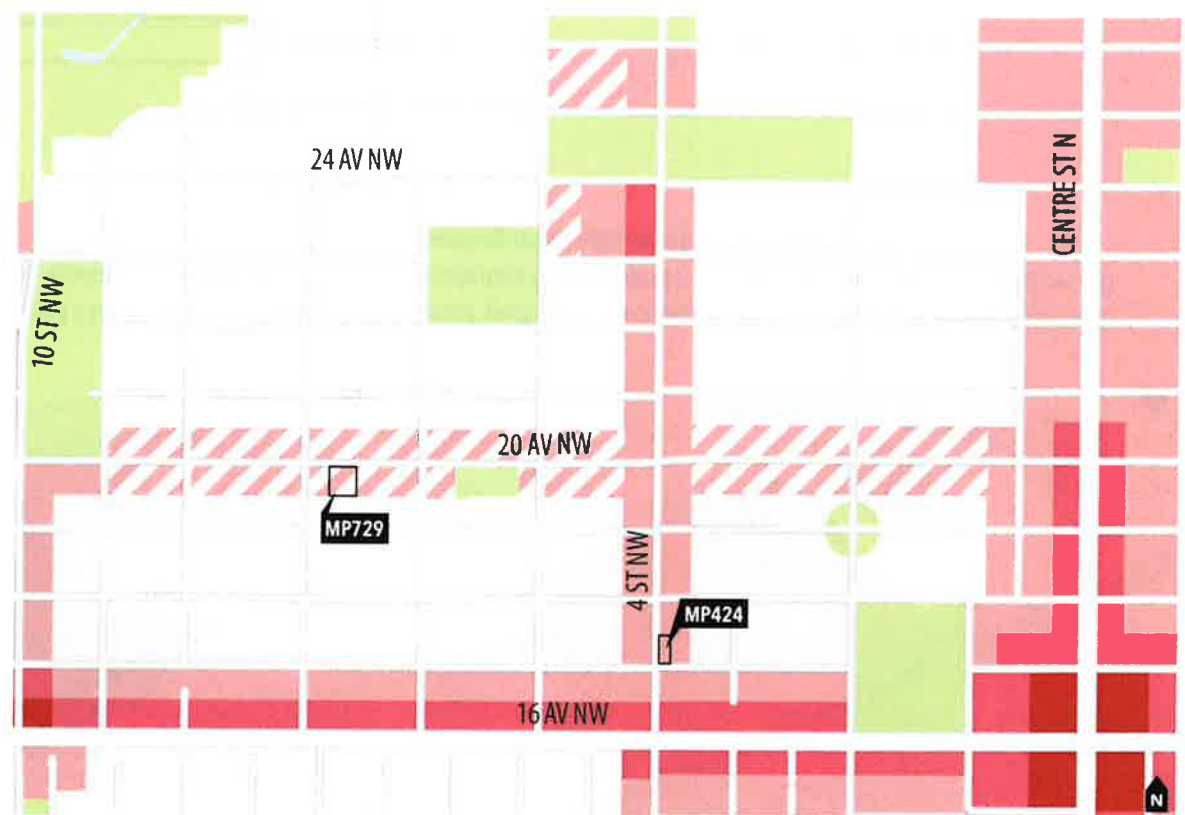 24 AV NW
CENTRE ST N
10 ST NW
20 AV NW
MP729
4 ST NW
MP424
16 AV NW
N